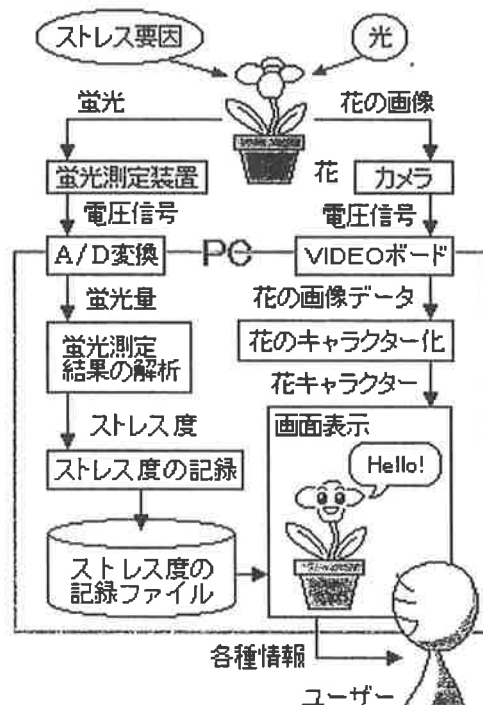 ストレス要因
光
蛍光
花の画像
蛍光測定装置
花
カメラ
電圧信号
電圧信号
A/D変換
PC
VIDEOボード
蛍光量
花の画像データ
蛍光測定
結果の解析
花のキャラクター化
花キャラクター
ストレス度
画面表示
Hello!
ストレス度の記録
ストレス度の
記録ファイル
各種情報
ユーザー